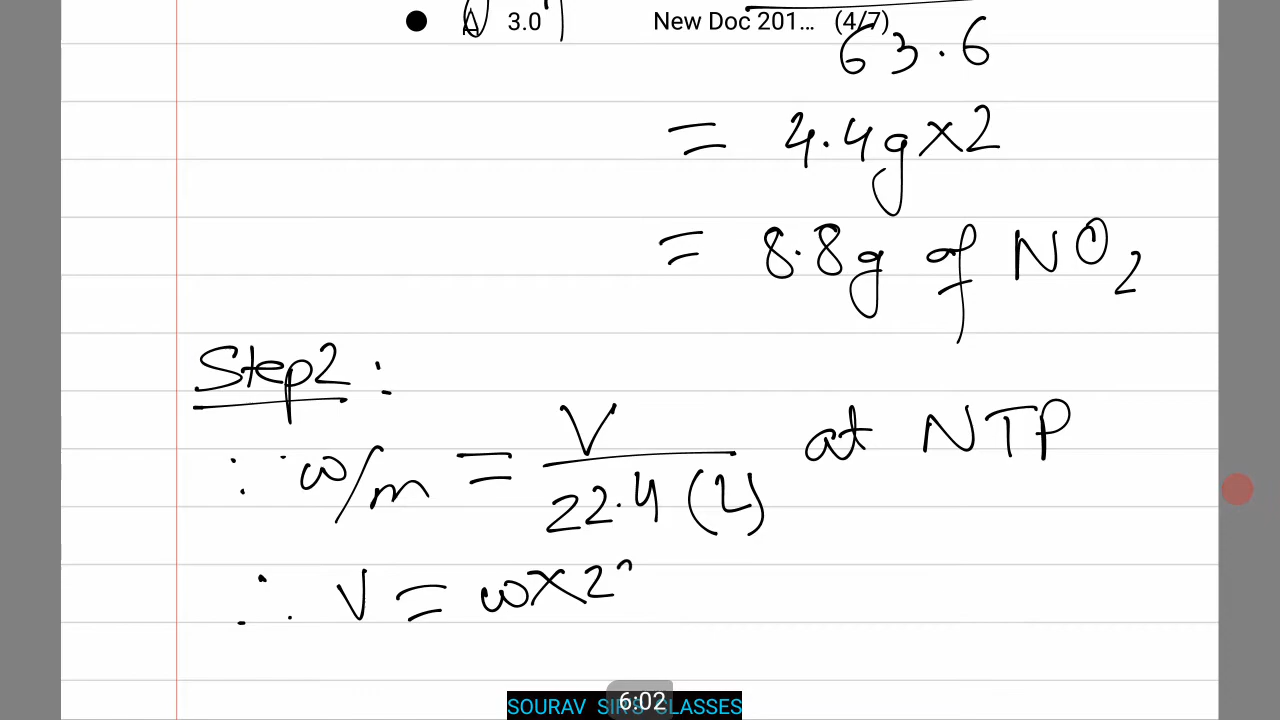 3.0 New Doc 201... (4/7)
63.6
= 4.4g×2
= 8.8g of NO2
Step2 :
∵ w/m = V / 22.4 (L) at NTP
∴ V = w×2
6:02
SOURAV SIR'S CLASSES